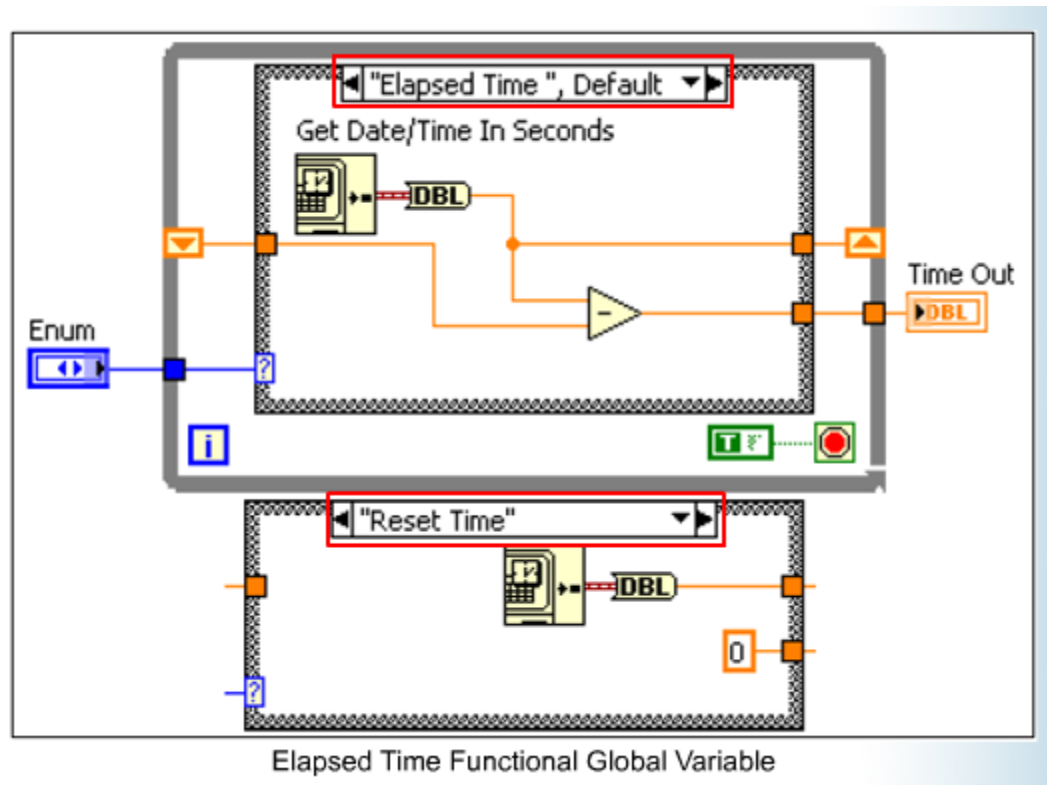 "Elapsed Time ", Default
Get Date/Time In Seconds
DBL
Time Out
DBL
Enum
?
i
T
"Reset Time"
DBL
0
?
Elapsed Time Functional Global Variable